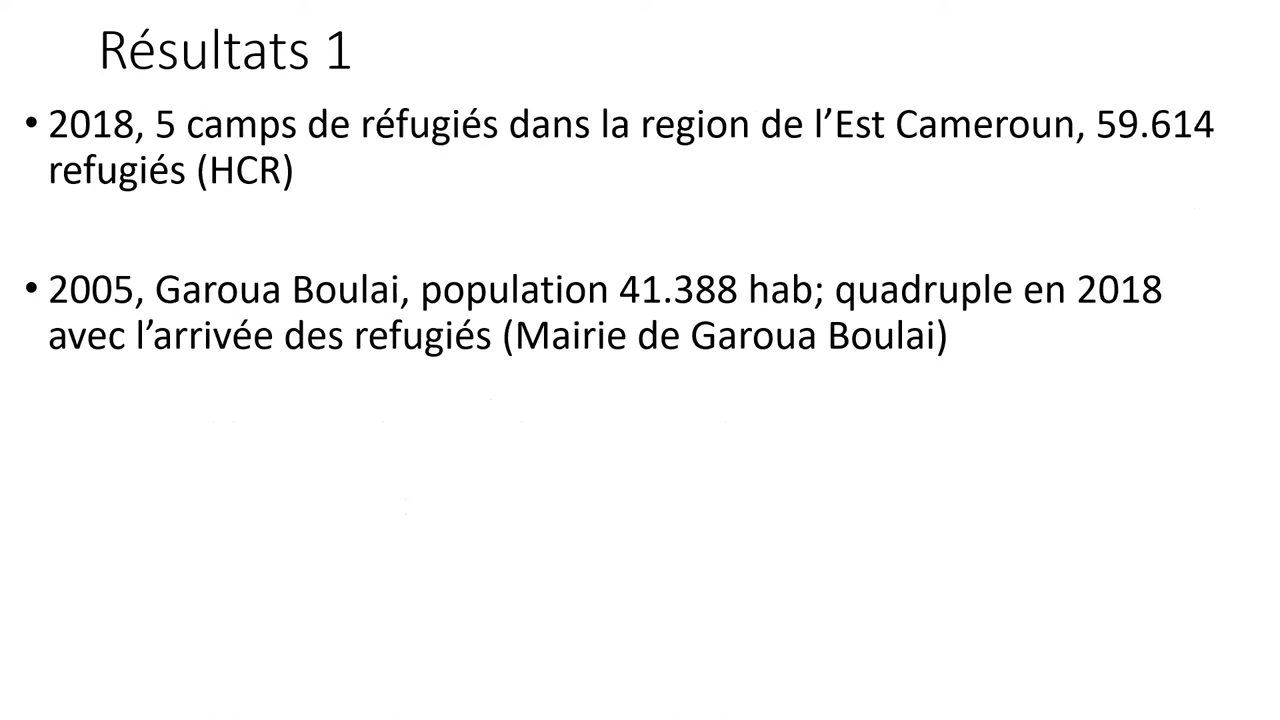 Résultats 1
• 2018, 5 camps de réfugiés dans la region de l’Est Cameroun, 59.614
refugiés (HCR)
• 2005, Garoua Boulai, population 41.388 hab; quadruple en 2018
avec l’arrivée des refugiés (Mairie de Garoua Boulai)